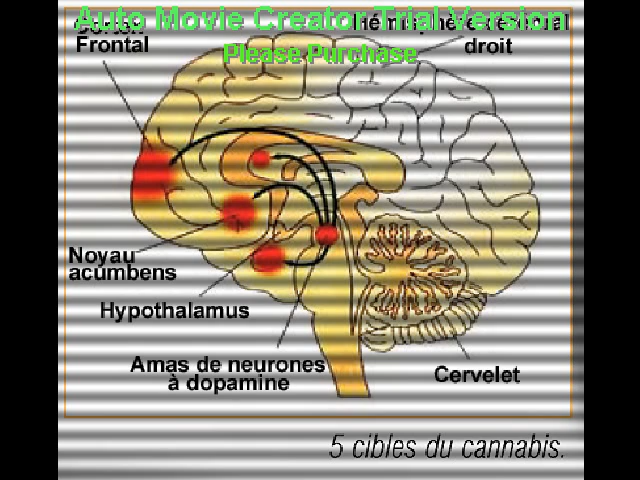 Auto Movie Creator Trial Version
Please Purchase
Frontal
droit
Noyau
acumbens
Hypothalamus
Amas de neurones
à dopamine
Cervelet
5 cibles du cannabis.